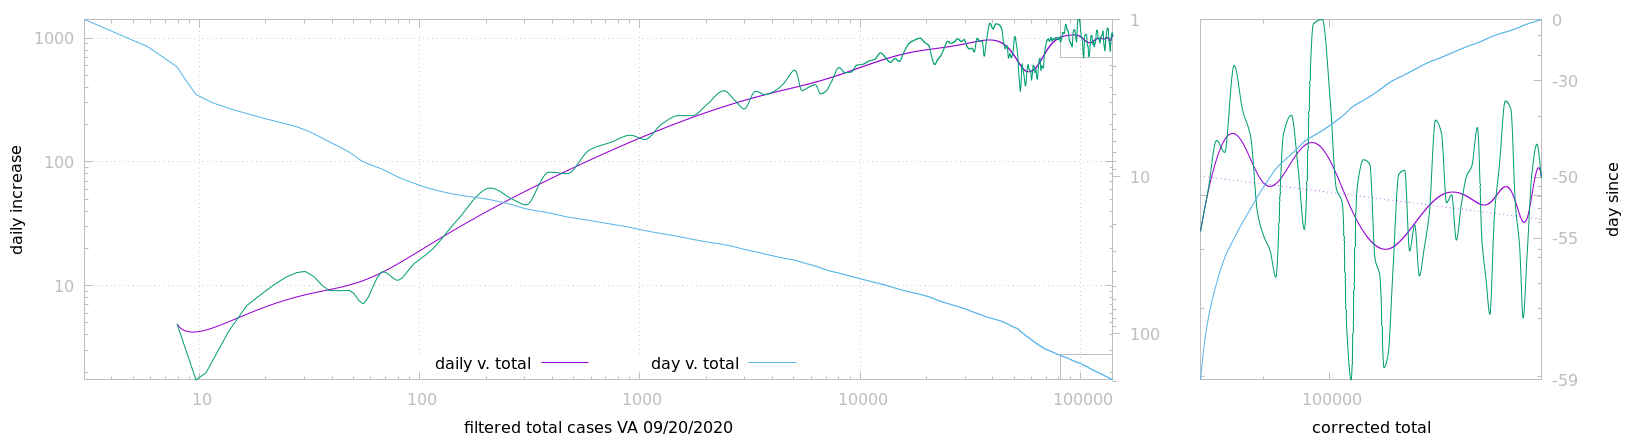 daily increase
1000
100
10
daily v. total
day v. total
10
100
1000
10000
100000
filtered total cases VA 09/20/2020
1
10
100
0
-30
-50
-55
-59
day since
100000
corrected total